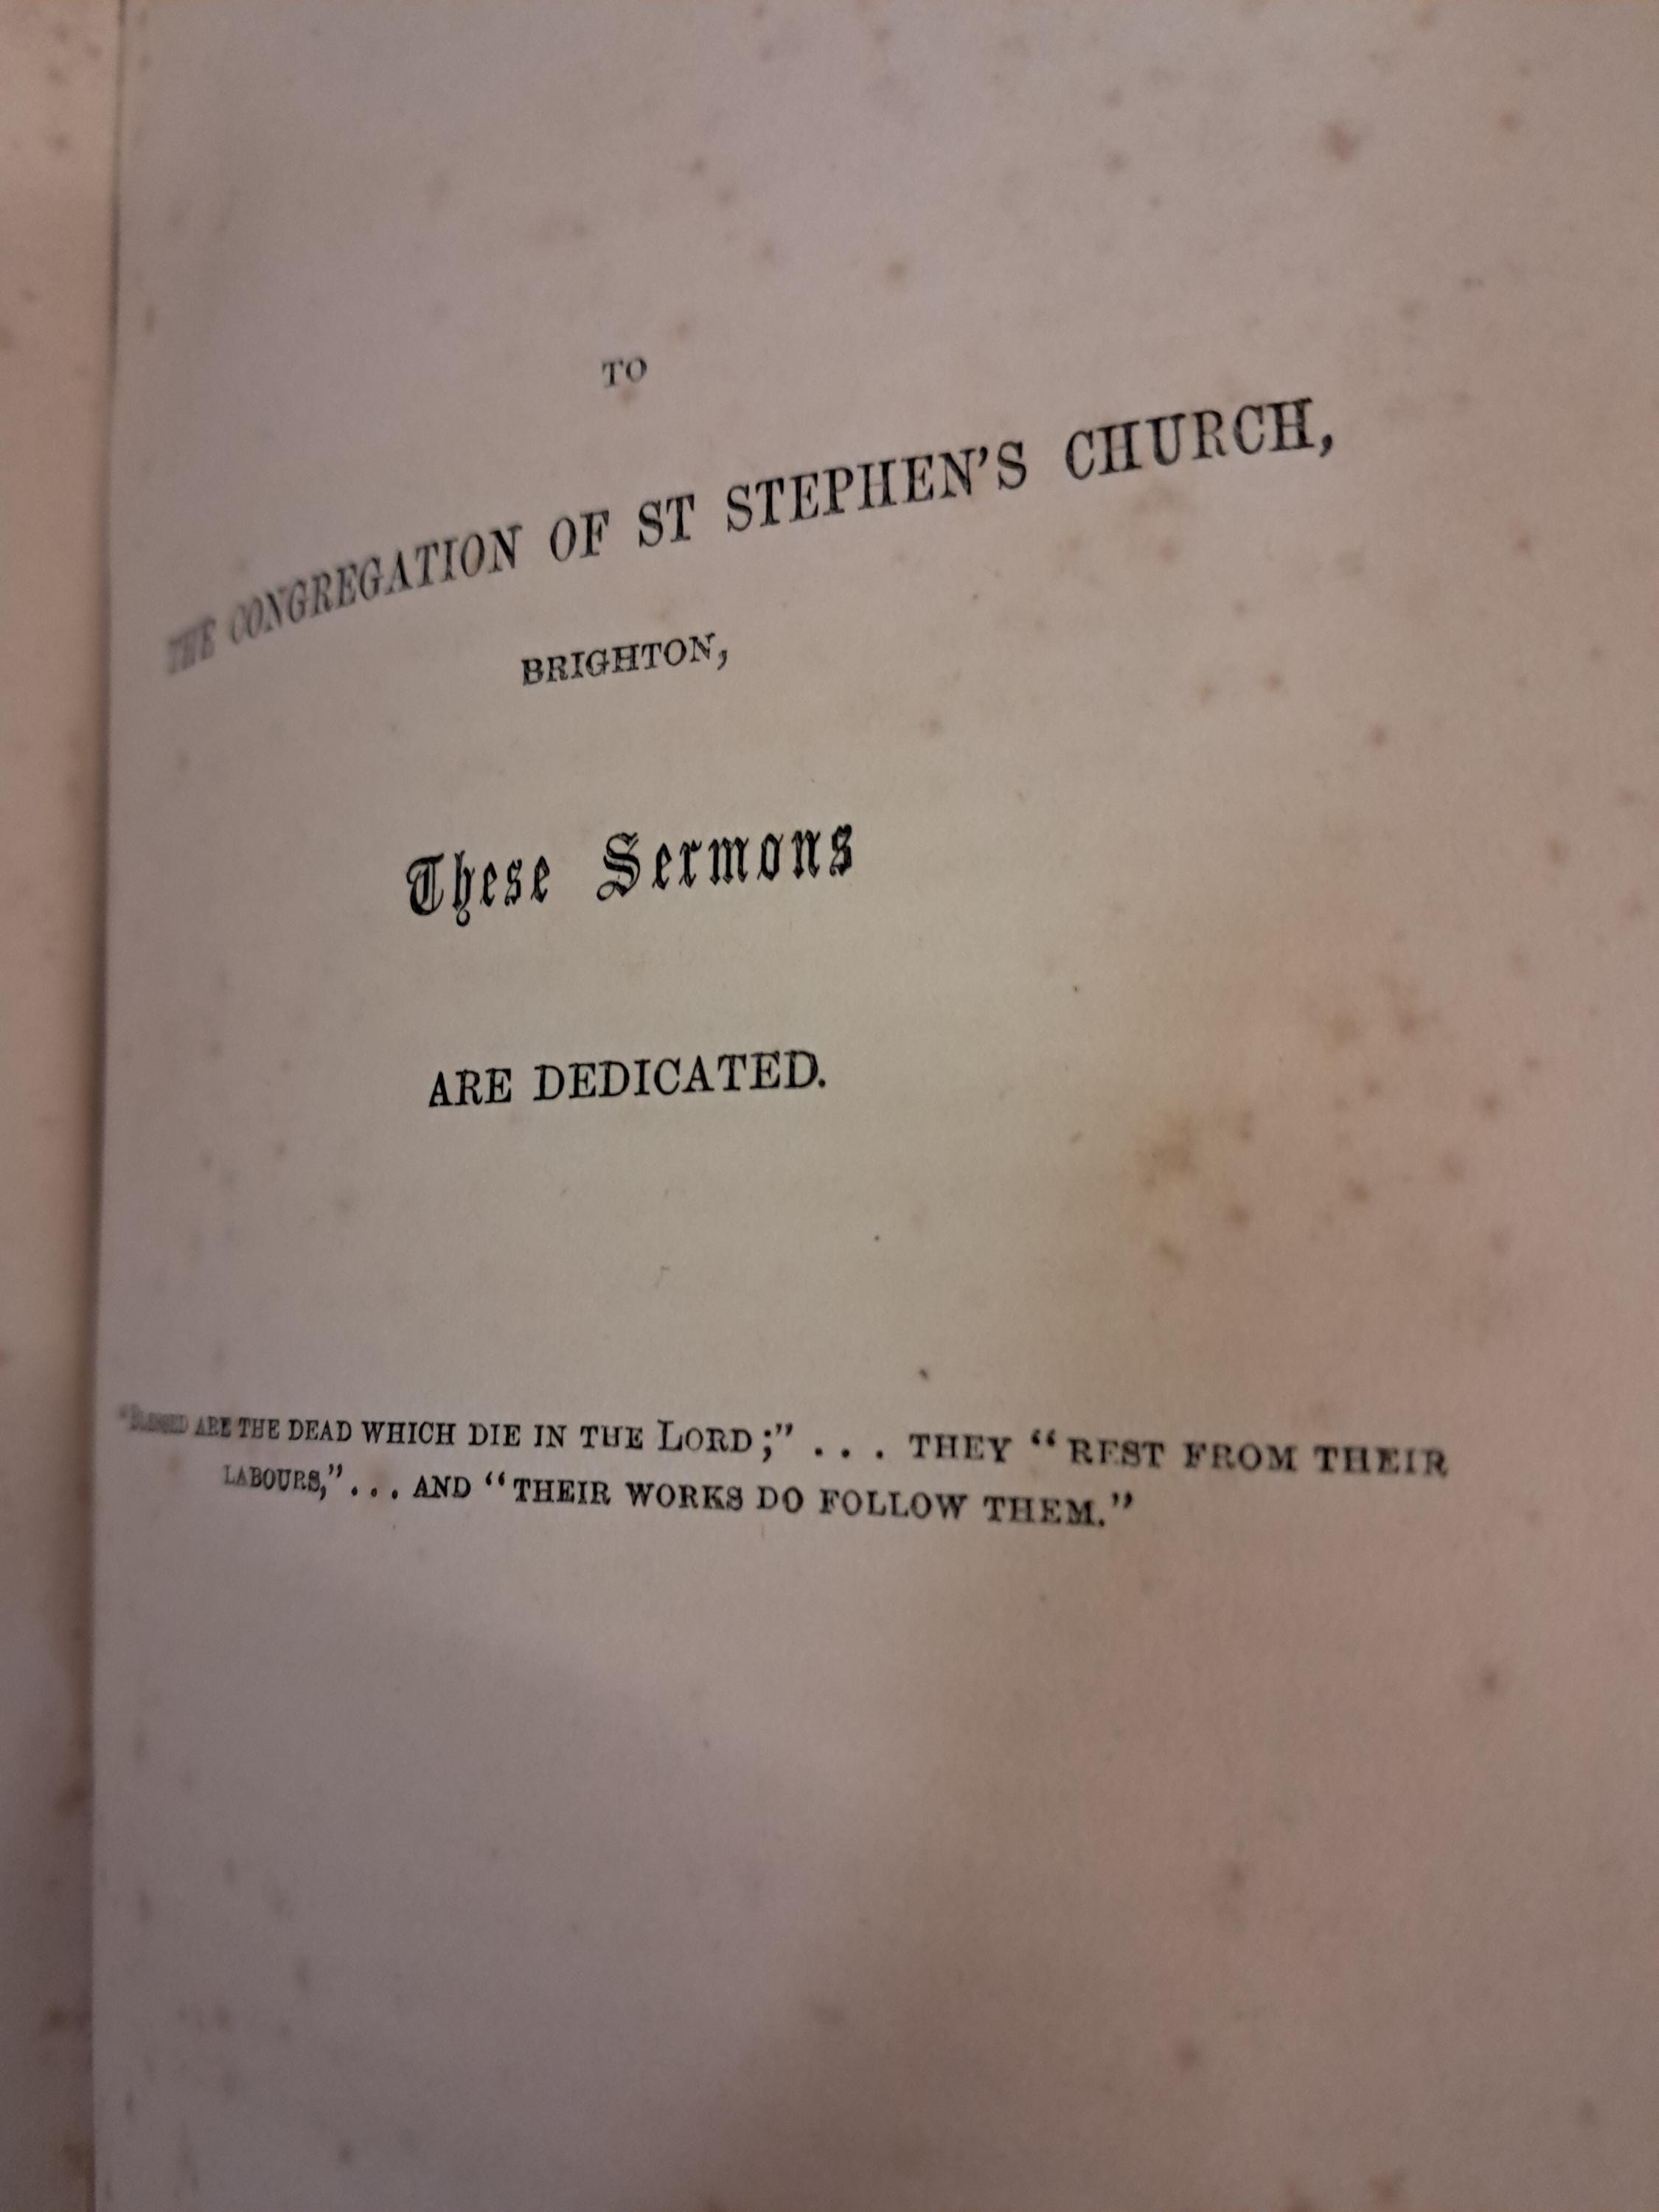 TO
THE CONGREGATION OF ST STEPHEN'S CHURCH,
BRIGHTON,
These Sermons
ARE DEDICATED.
"BLESSED ARE THE DEAD WHICH DIE IN THE LORD;" . . . THEY "REST FROM THEIR
LABOURS," . . . AND "THEIR WORKS DO FOLLOW THEM."